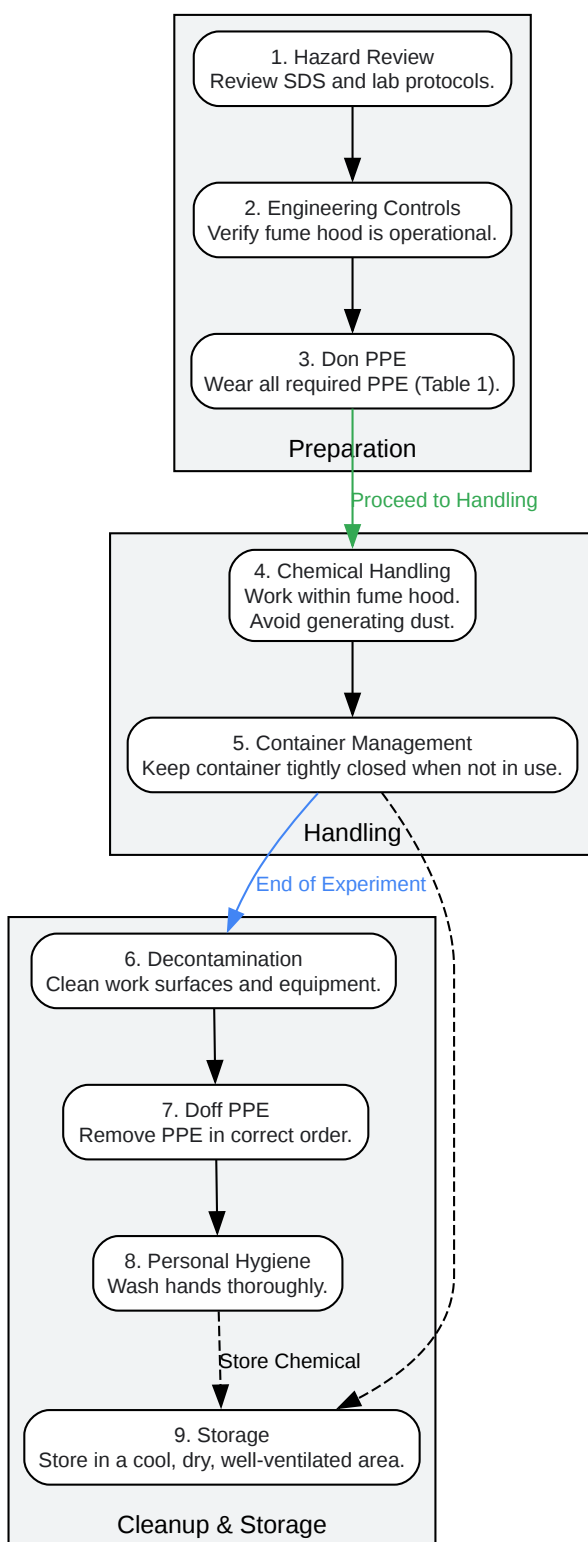 1. Hazard Review
Review SDS and lab protocols.
2. Engineering Controls
Verify fume hood is operational.
3. Don PPE
Wear all required PPE (Table 1).
Preparation
Proceed to Handling
4. Chemical Handling
Work within fume hood.
Avoid generating dust.
5. Container Management
Keep container tightly closed when not in use.
Handling
End of Experiment
6. Decontamination
Clean work surfaces and equipment.
7. Doff PPE
Remove PPE in correct order.
8. Personal Hygiene
Wash hands thoroughly.
Store Chemical
9. Storage
Store in a cool, dry, well-ventilated area.
Cleanup & Storage